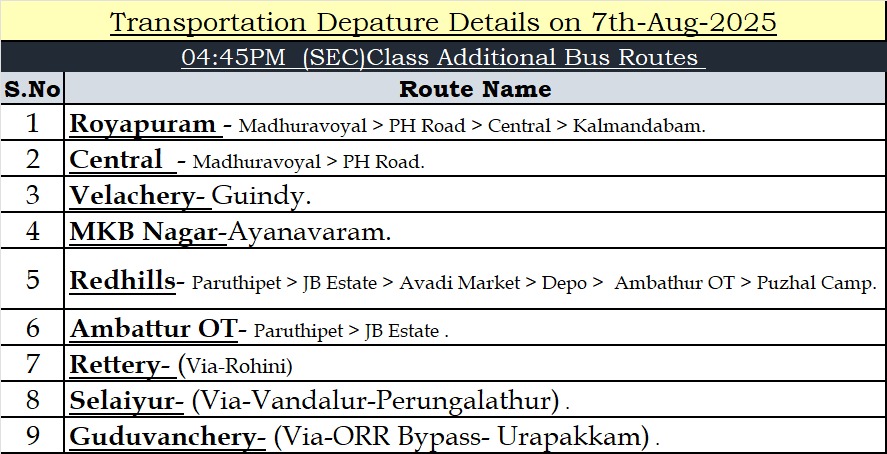 Transportation Depature Details on 7th-Aug-2025
04:45PM (SEC)Class Additional Bus Routes
S.No Route Name
1 Royapuram - Madhuravoyal > PH Road > Central > Kalmandabam.
2 Central - Madhuravoyal > PH Road.
3 Velachery- Guindy.
4 MKB Nagar-Ayanavaram.
5 Redhills- Paruthipet > JB Estate > Avadi Market > Depo > Ambathur OT > Puzhal Camp.
6 Ambattur OT- Paruthipet > JB Estate .
7 Rettery- (Via-Rohini)
8 Selaiyur- (Via-Vandalur-Perungalathur) .
9 Guduvanchery- (Via-ORR Bypass- Urapakkam) .